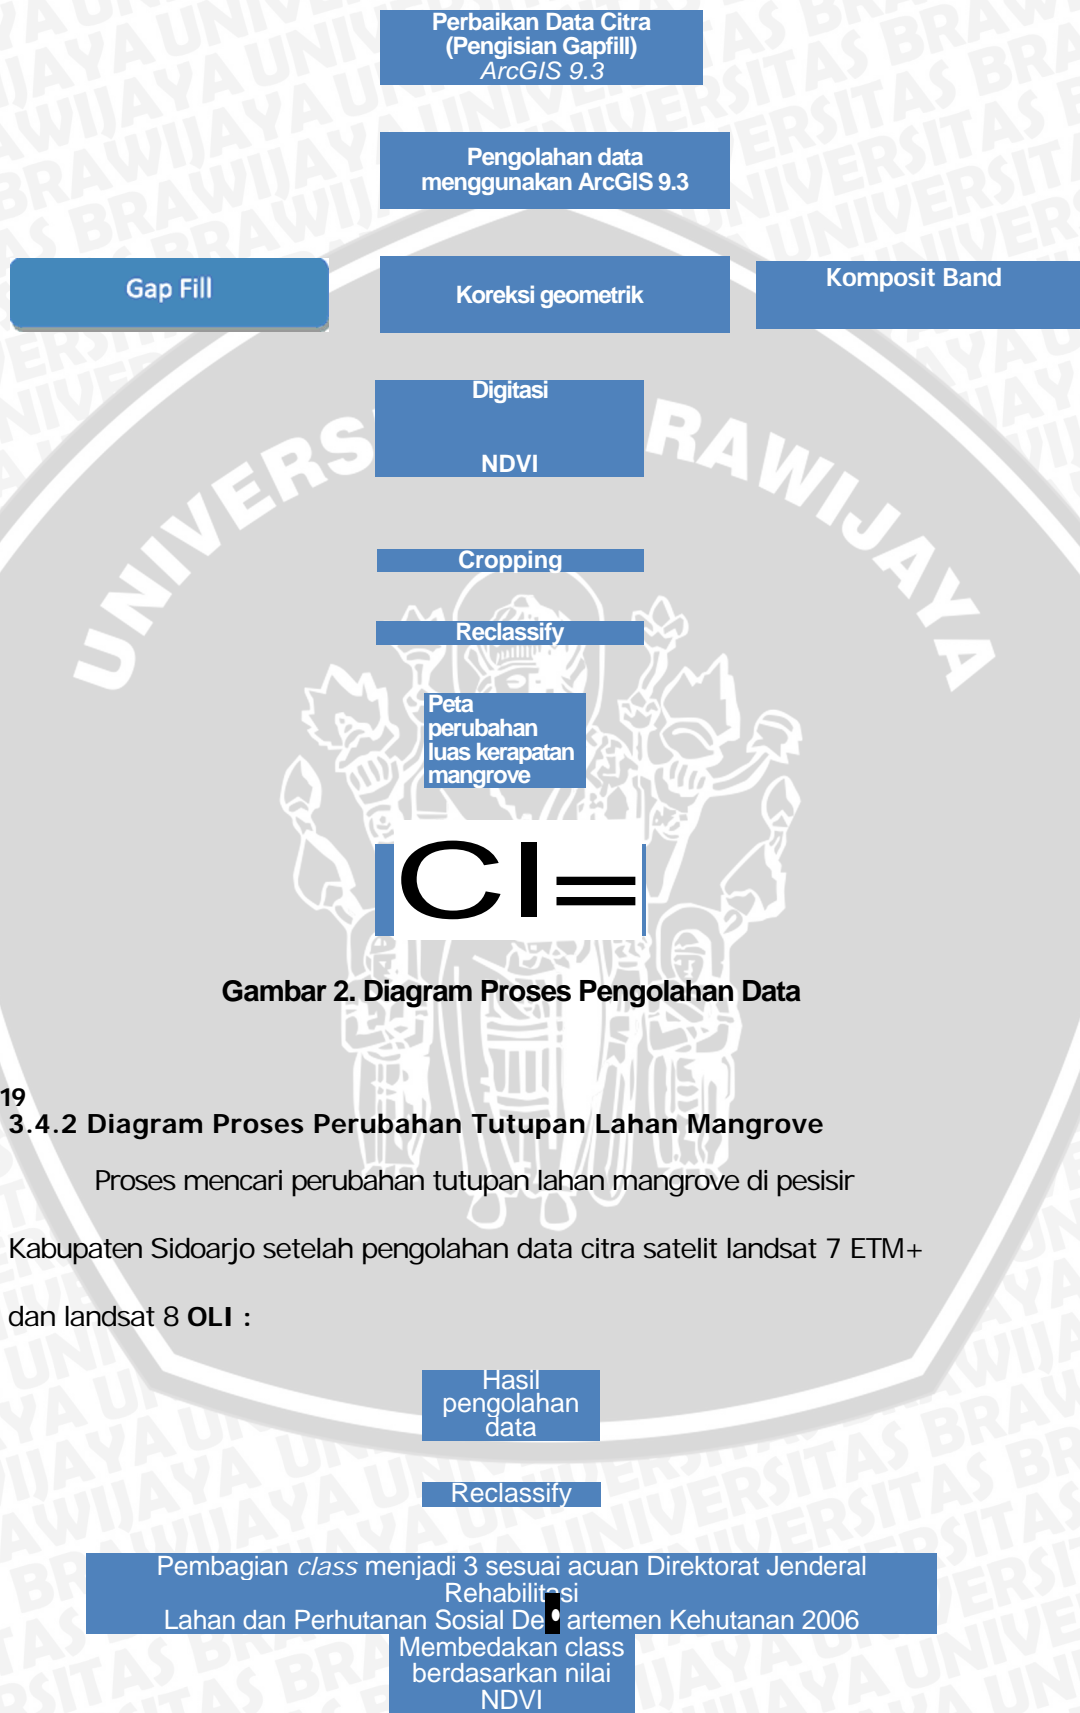 Perbaikan Data Citra
(Pengisian Gapfill)
ArcGIS 9.3
Pengolahan data
menggunakan ArcGIS 9.3
Gap Fill
Koreksi geometrik
Komposit Band
Digitasi
NDVI
Cropping
Reclassify
Peta
perubahan
luas kerapatan
mangrove
CI=
Gambar 2. Diagram Proses Pengolahan Data
19
3.4.2 Diagram Proses Perubahan Tutupan Lahan Mangrove
Proses mencari perubahan tutupan lahan mangrove di pesisir
Kabupaten Sidoarjo setelah pengolahan data citra satelit landsat 7 ETM+
dan landsat 8 OLI :
Hasil
pengolahan
data
Reclassify
Pembagian class menjadi 3 sesuai acuan Direktorat Jenderal
Rehabilitasi
Lahan dan Perhutanan Sosial De artemen Kehutanan 2006
Membedakan class
berdasarkan nilai
NDVI